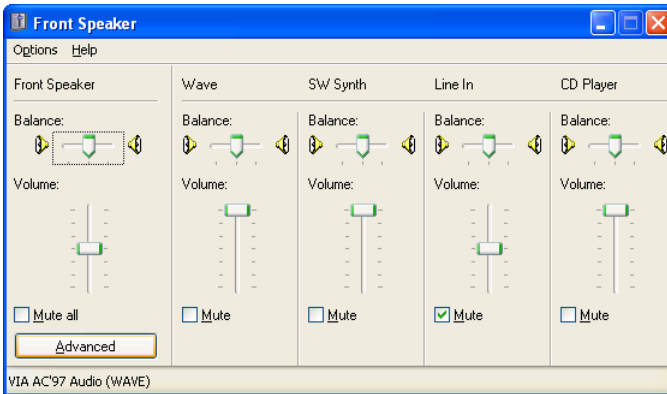 Front Speaker
Options Help
Front Speaker Wave SW Synth Line In CD Player
Balance: Balance: Balance: Balance: Balance:
Volume: Volume: Volume: Volume: Volume:
Mute all Mute Mute Mute Mute
Advanced
VIA AC'97 Audio (WAVE)